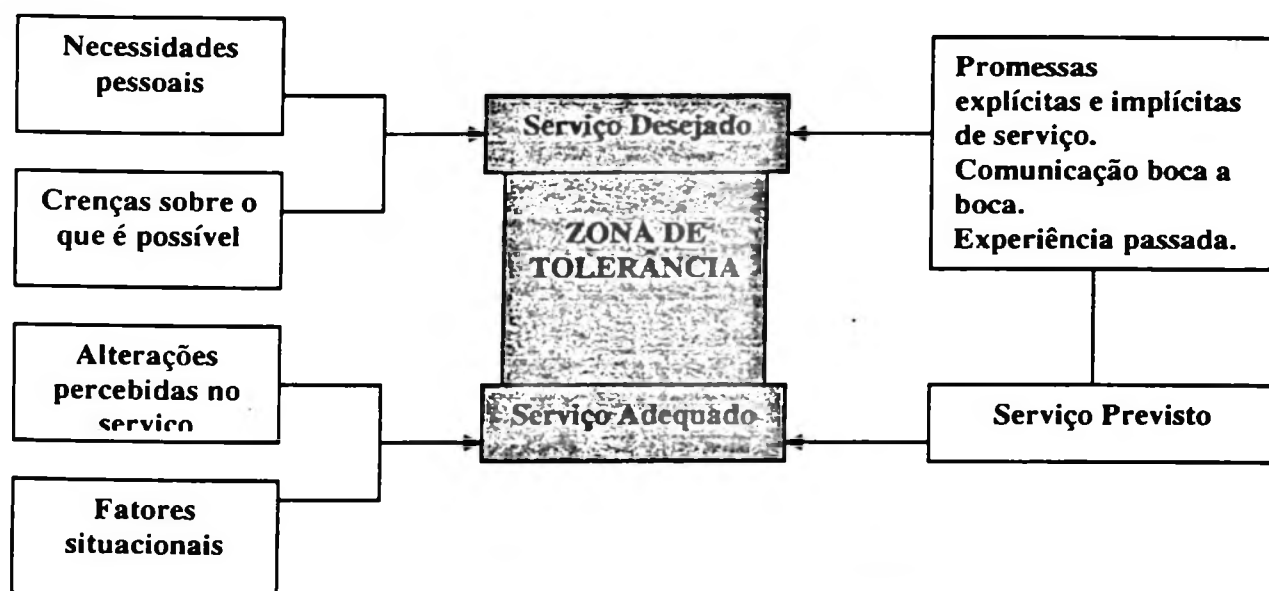 Necessidades
pessoais
Crenças sobre o
que é possível
Alterações
percebidas no
serviço
Fatores
situacionais
Serviço Desejado
ZONA DE
TOLERANCIA
Serviço Adequado
Promessas
explícitas e implícitas
de serviço.
Comunicação boca a
boca.
Experiência passada.
Serviço Previsto